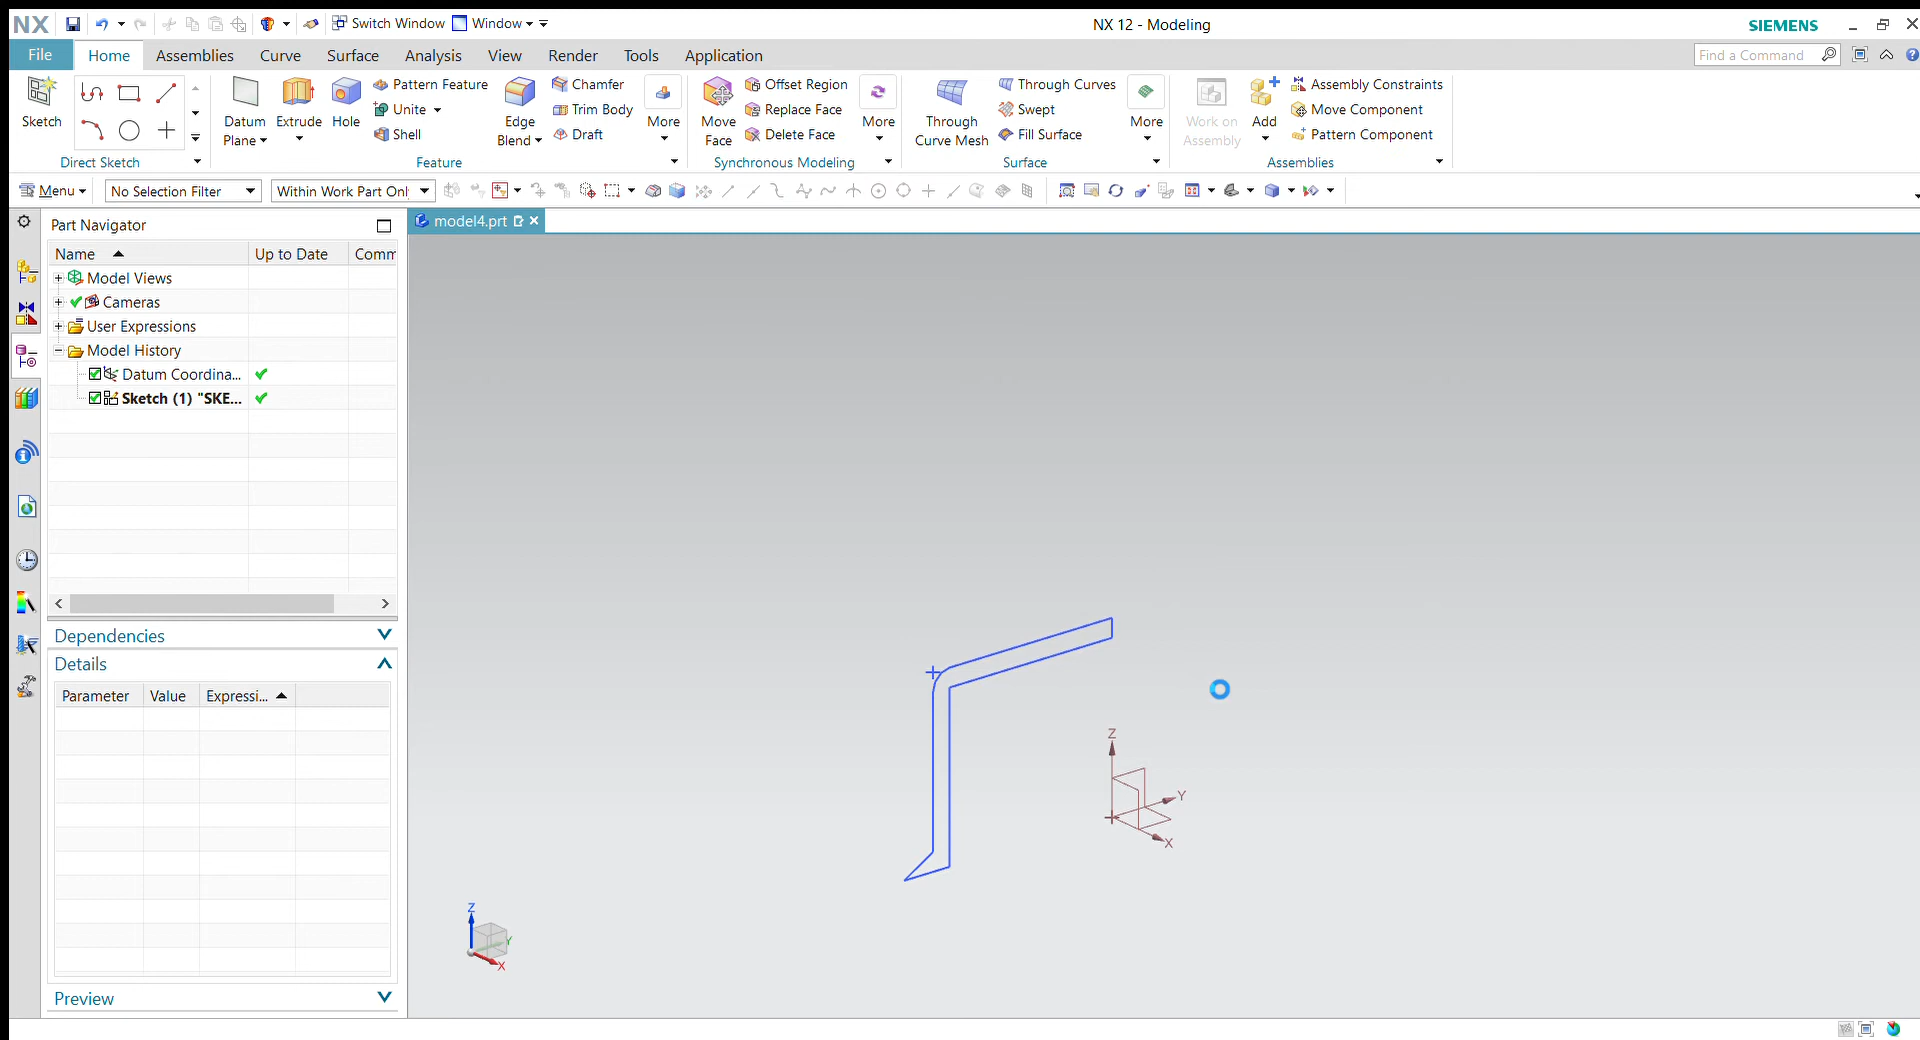 NX Switch Window Window NX 12 - Modeling SIEMENS
File Home Assemblies Curve Surface Analysis View Render Tools Application Find a Command
Sketch
Direct Sketch
Datum Plane Extrude Hole
Pattern Feature
Unite
Shell
Edge Blend
Chamfer
Trim Body
Draft
More
Feature
Move Face
Offset Region
Replace Face
Delete Face
More
Synchronous Modeling
Through Curve Mesh
Through Curves
Swept
Fill Surface
More
Surface
Work on Assembly
Add
Assembly Constraints
Move Component
Pattern Component
Assemblies
Menu No Selection Filter Within Work Part Onl
Part Navigator
model4.prt
Name Up to Date Comm
Model Views
Cameras
User Expressions
Model History
Datum Coordina...
Sketch (1) "SKE...
Dependencies
Details
Parameter Value Expressi...
Preview
Z
Y
X
Z
Y
X